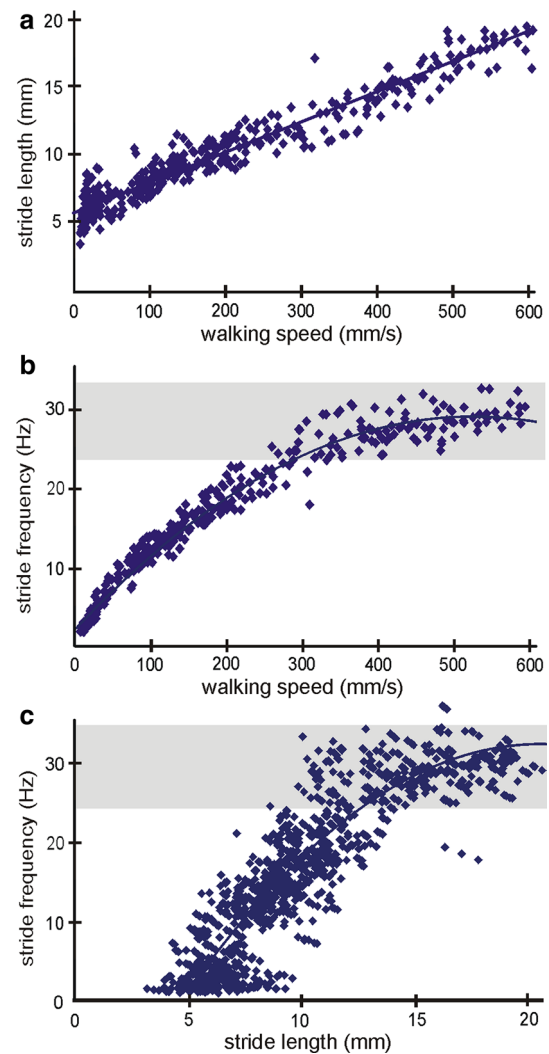 a
20
15
10
5
stride length (mm)
0 100 200 300 400 500 600
walking speed (mm/s)
b
30
20
10
stride frequency (Hz)
0 100 200 300 400 500 600
walking speed (mm/s)
c
30
20
10
0
stride frequency (Hz)
0 5 10 15 20
stride length (mm)